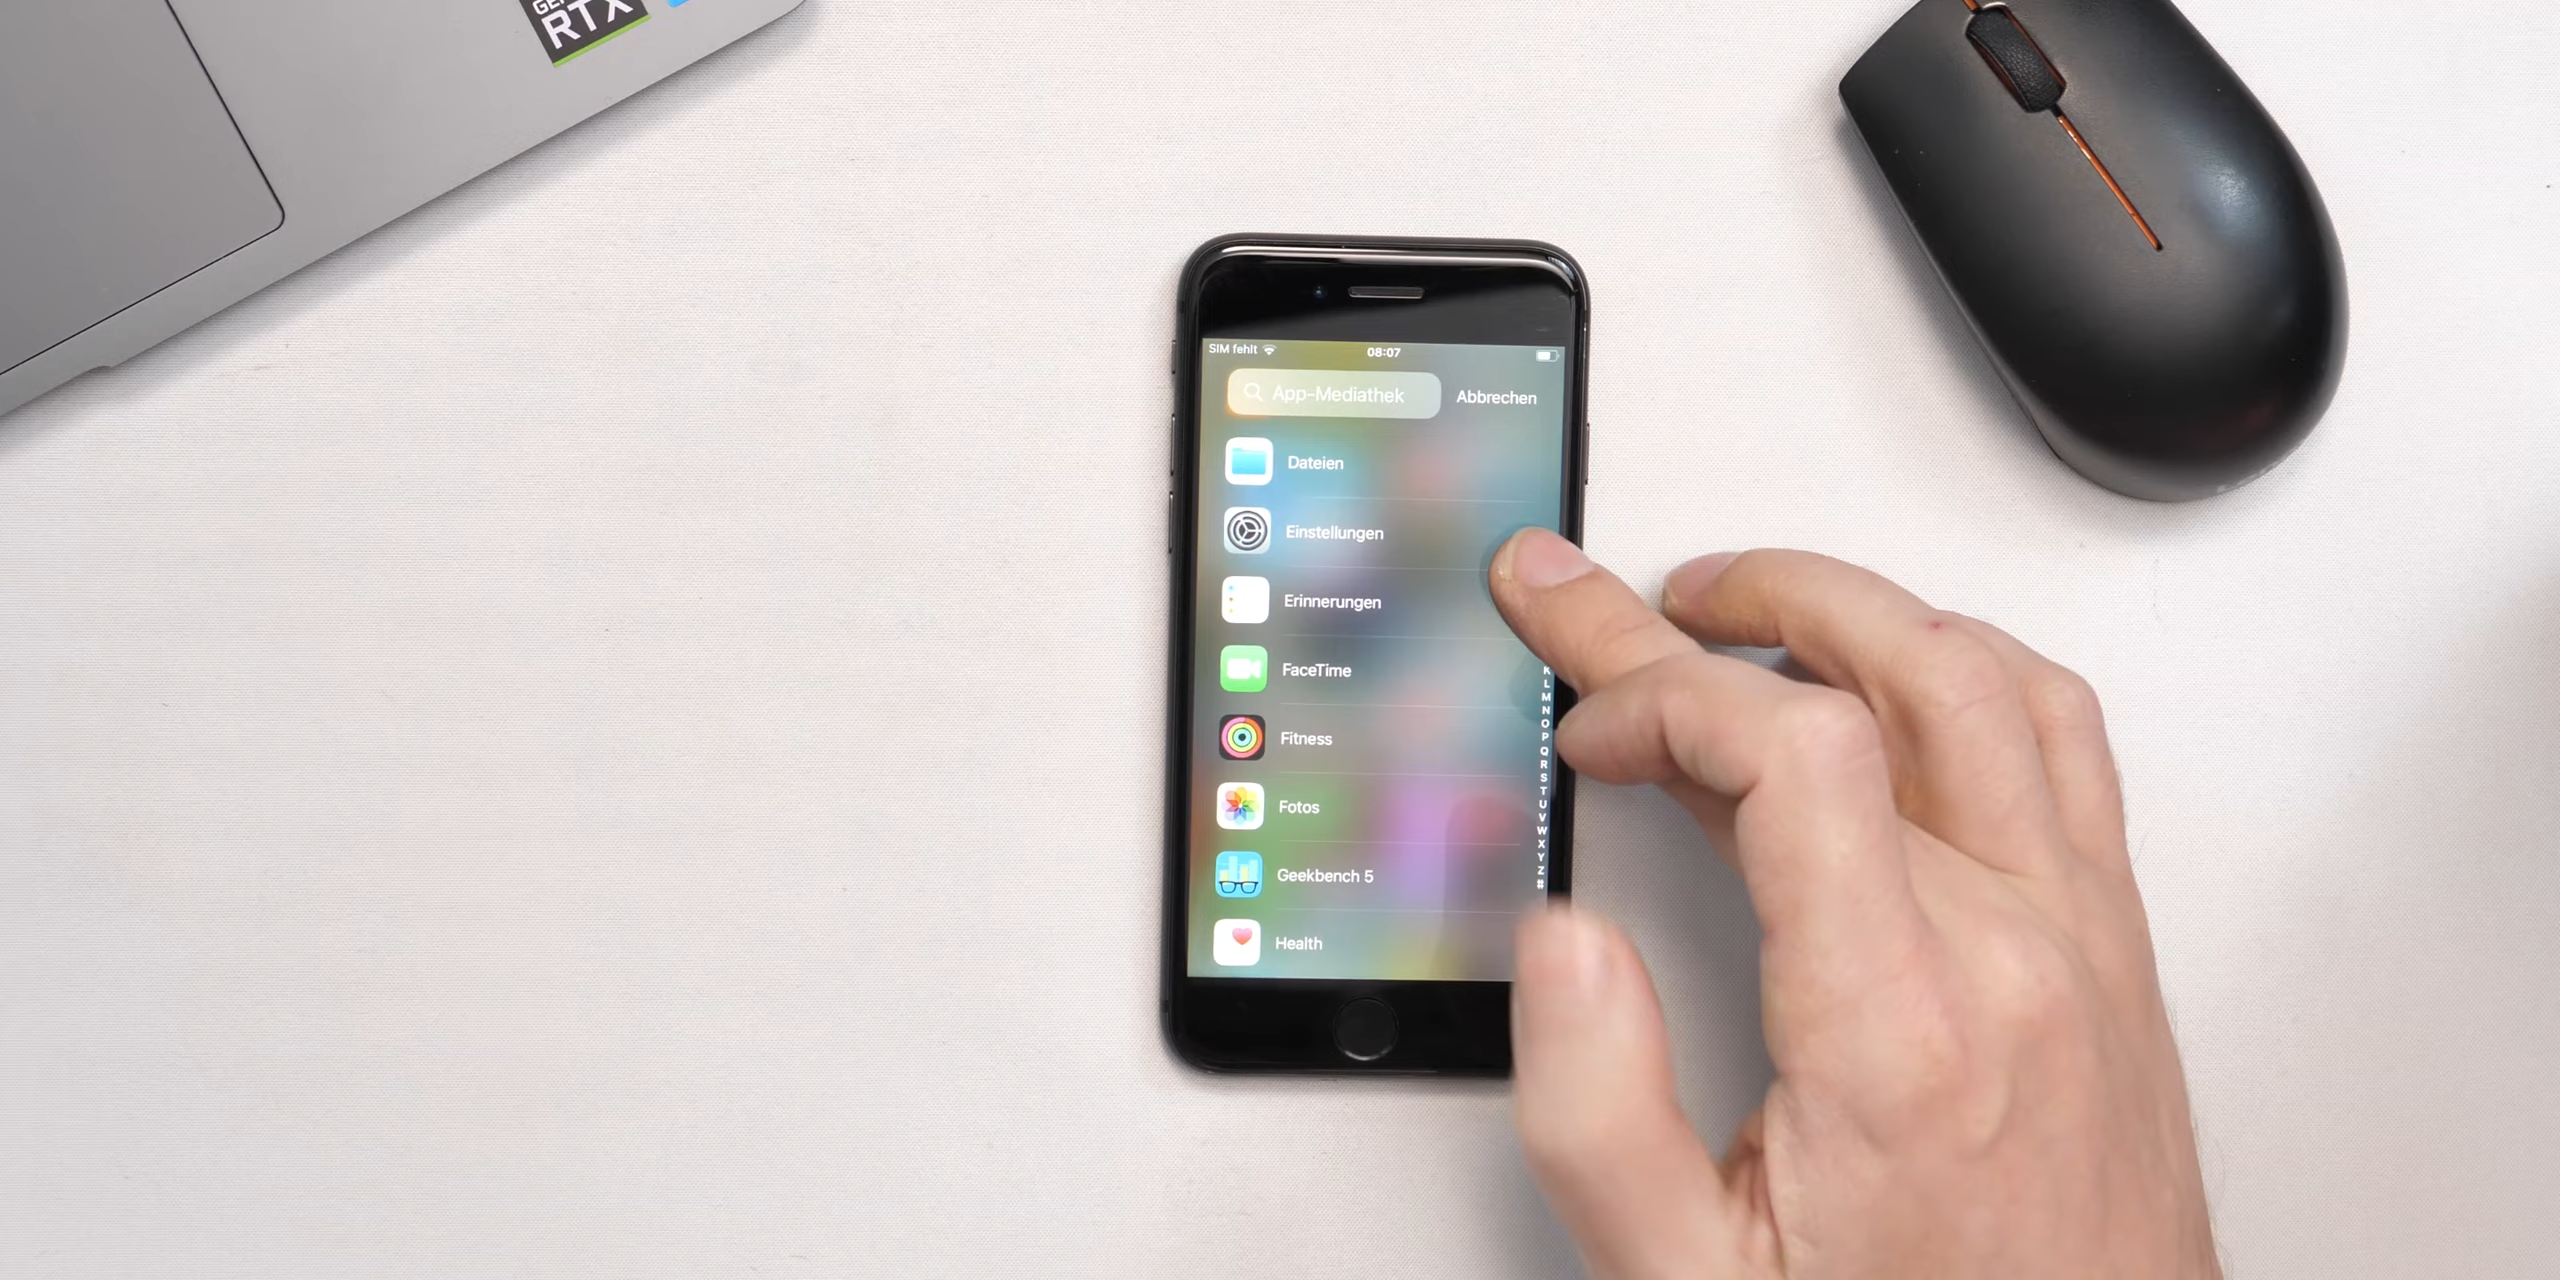 RTX
SIM fehlt
08:07
App-Mediathek
Abbrechen
Dateien
Einstellungen
Erinnerungen
FaceTime
Fitness
Fotos
Geekbench 5
Health
K
L
M
N
O
P
Q
R
S
T
U
V
W
X
Y
Z
#